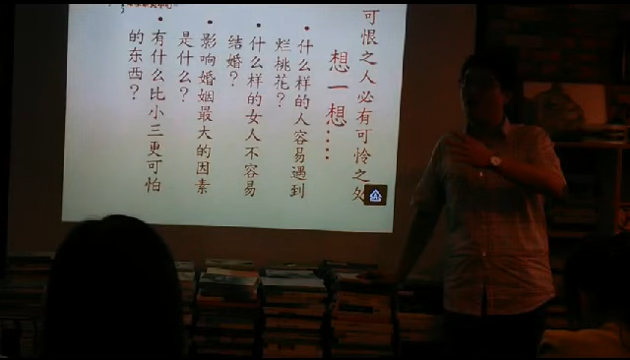 可恨之人必有可怜之处
想一想....
•什么样的人容易遇到
烂桃花？
•什么样的女人不容易
结婚？
•影响婚姻最大的因素
是什么？
•有什么比小三更可怕
的东西？